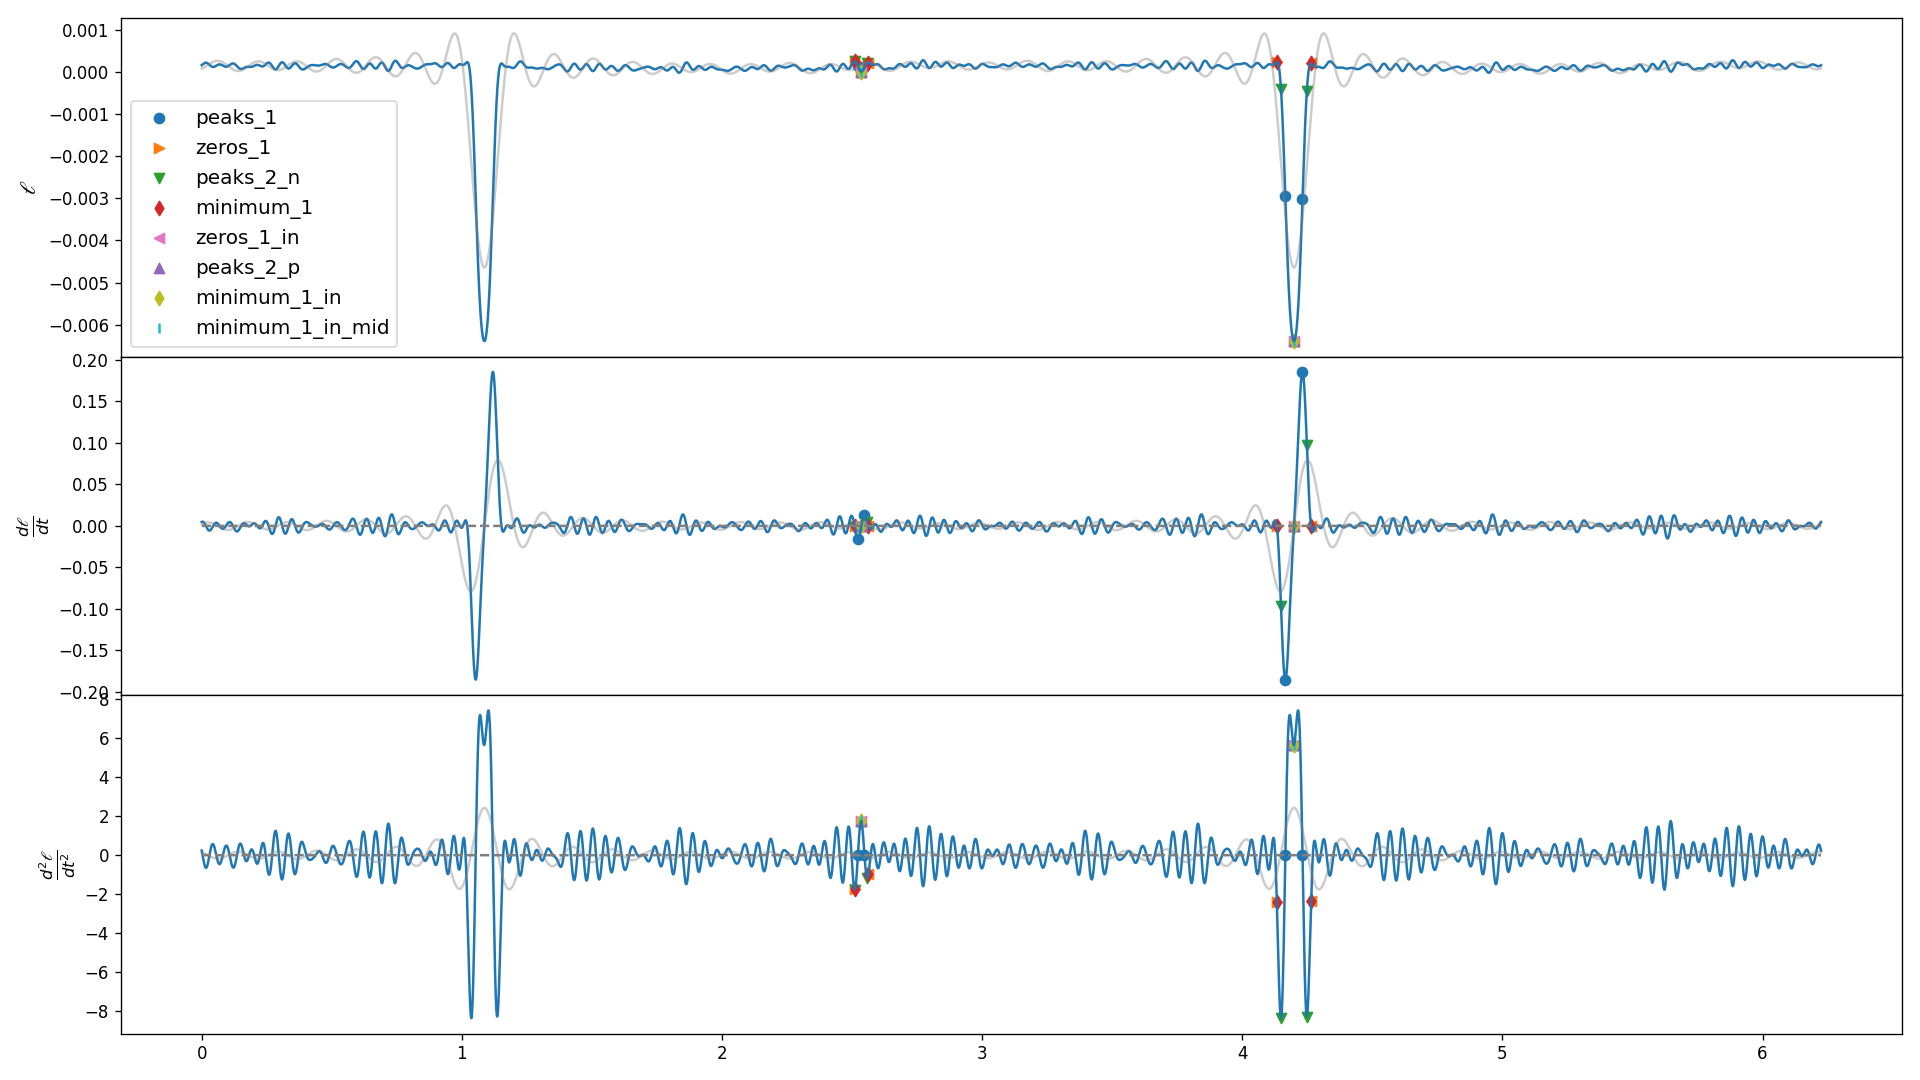 0.001
0.000
−0.001
−0.002
−0.003
−0.004
−0.005
−0.006
ℓ
peaks_1
zeros_1
peaks_2_n
minimum_1
zeros_1_in
peaks_2_p
minimum_1_in
minimum_1_in_mid
0.20
0.15
0.10
0.05
0.00
−0.05
−0.10
−0.15
−0.20
dℓ
dt
8
6
4
2
0
−2
−4
−6
−8
d²ℓ
dt²
0 1 2 3 4 5 6